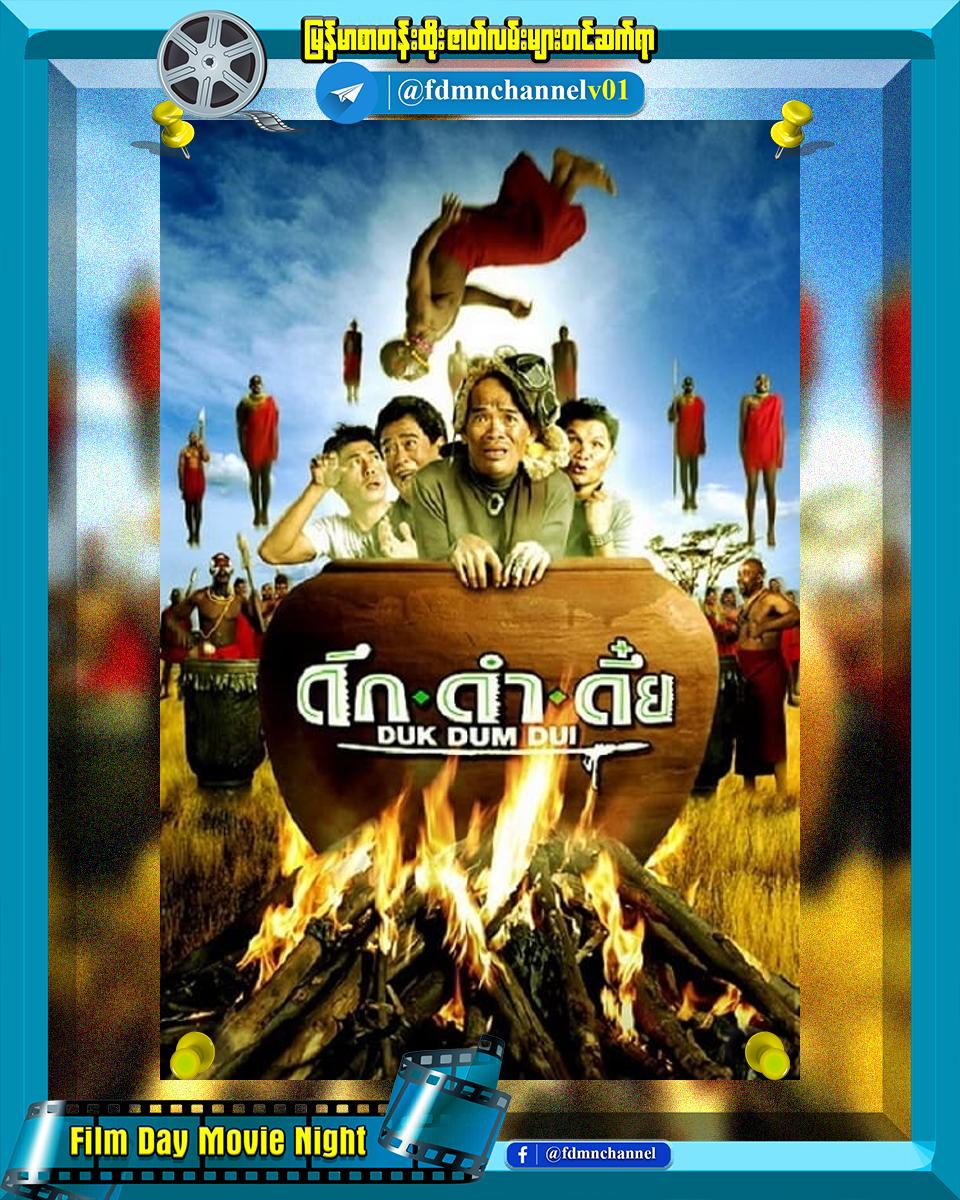 မြန်မာစာတန်းထိုးဇာတ်လမ်းများတင်ဆက်ရာ
@fdmnchannelv01
ดึก•ดำ•ดึ๋ย
DUK DUM DUI
Film Day Movie Night
@fdmnchannel